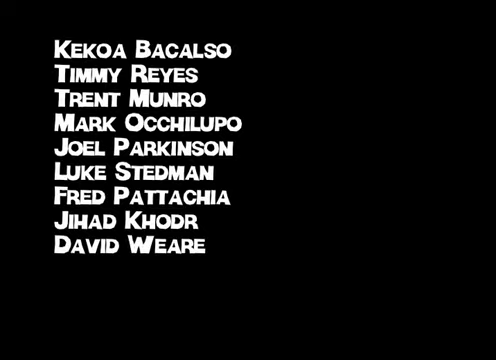 Kekoa Bacalso
Timmy Reyes
Trent Munro
Mark Occhilupo
Joel Parkinson
Luke Stedman
Fred Pattachia
Jihad Khodr
David Weare